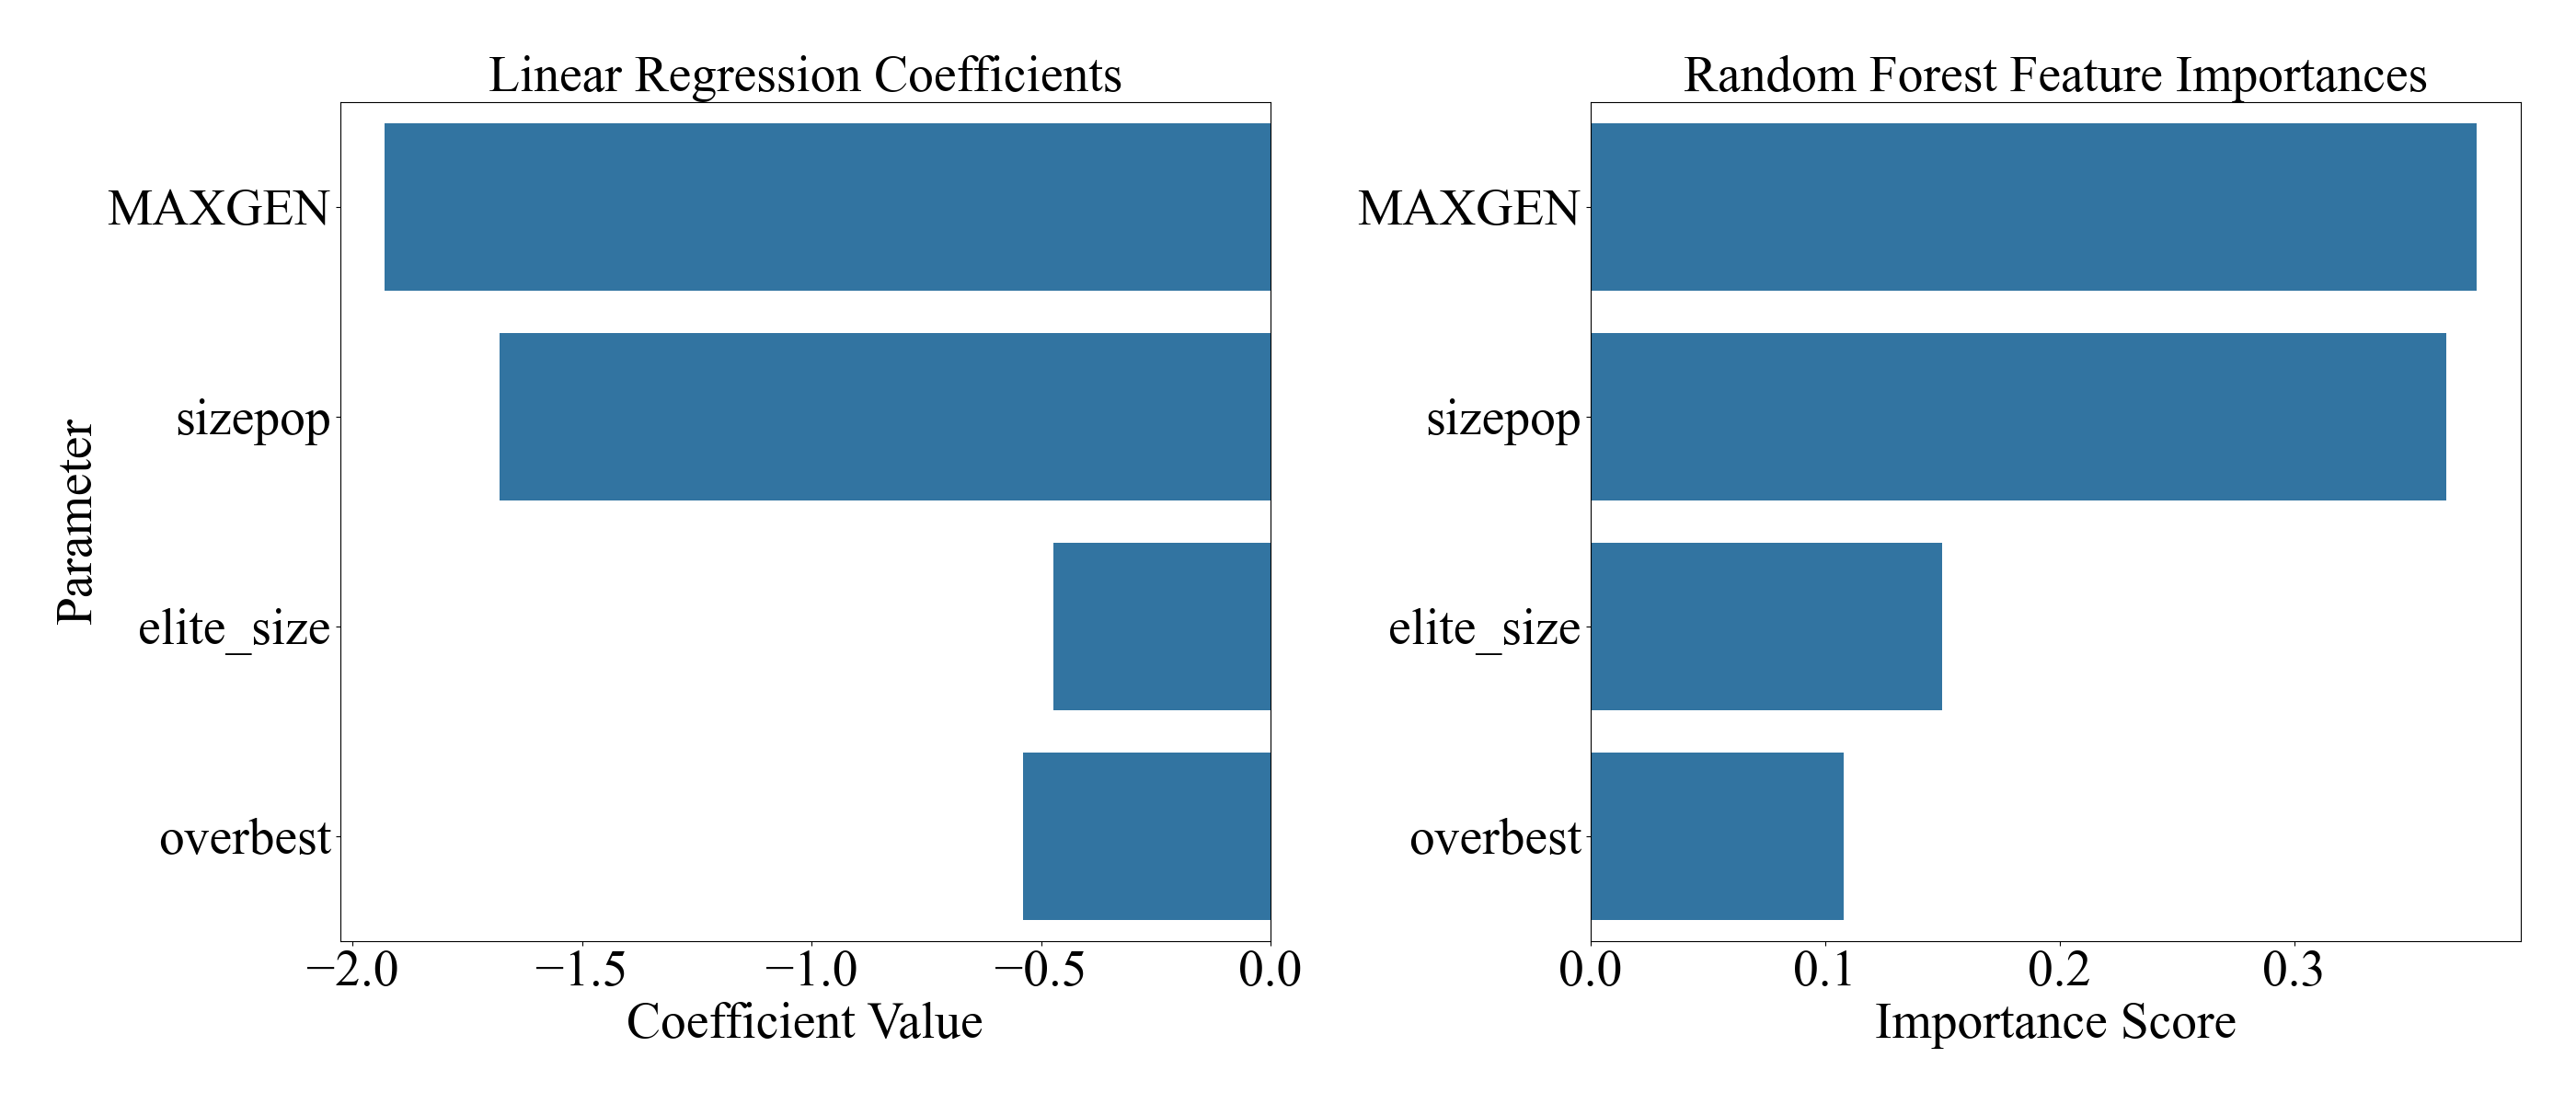 Linear Regression Coefficients
Parameter
MAXGEN
sizepop
elite_size
overbest
−2.0 −1.5 −1.0 −0.5 0.0
Coefficient Value
Random Forest Feature Importances
MAXGEN
sizepop
elite_size
overbest
0.0 0.1 0.2 0.3
Importance Score